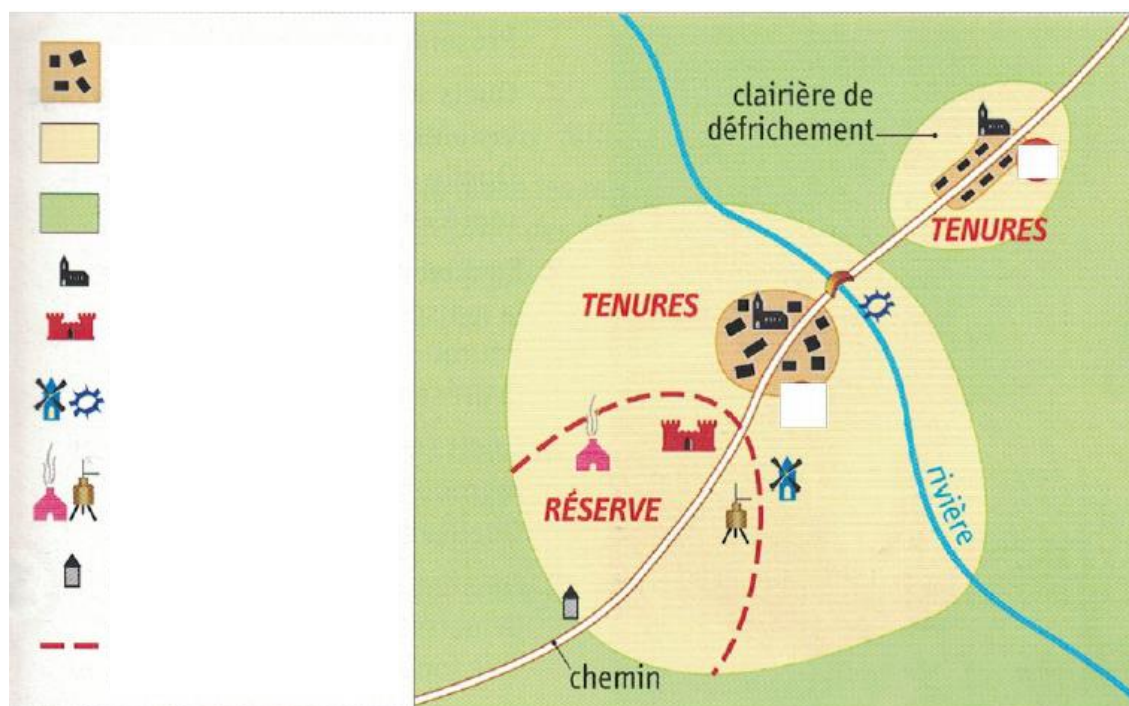 clairière de
défrichement
TENURES
TENURES
RÉSERVE
rivière
chemin